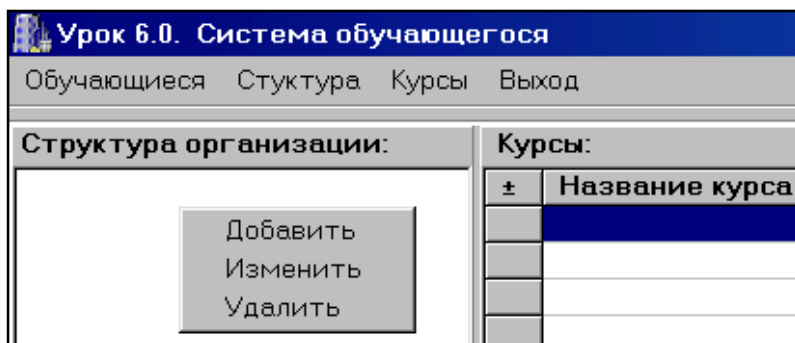 Урок 6.0. Система обучающегося
Обучающиеся Стуктура Курсы Выход
Структура организации:
Курсы:
± Название курса
Добавить
Изменить
Удалить